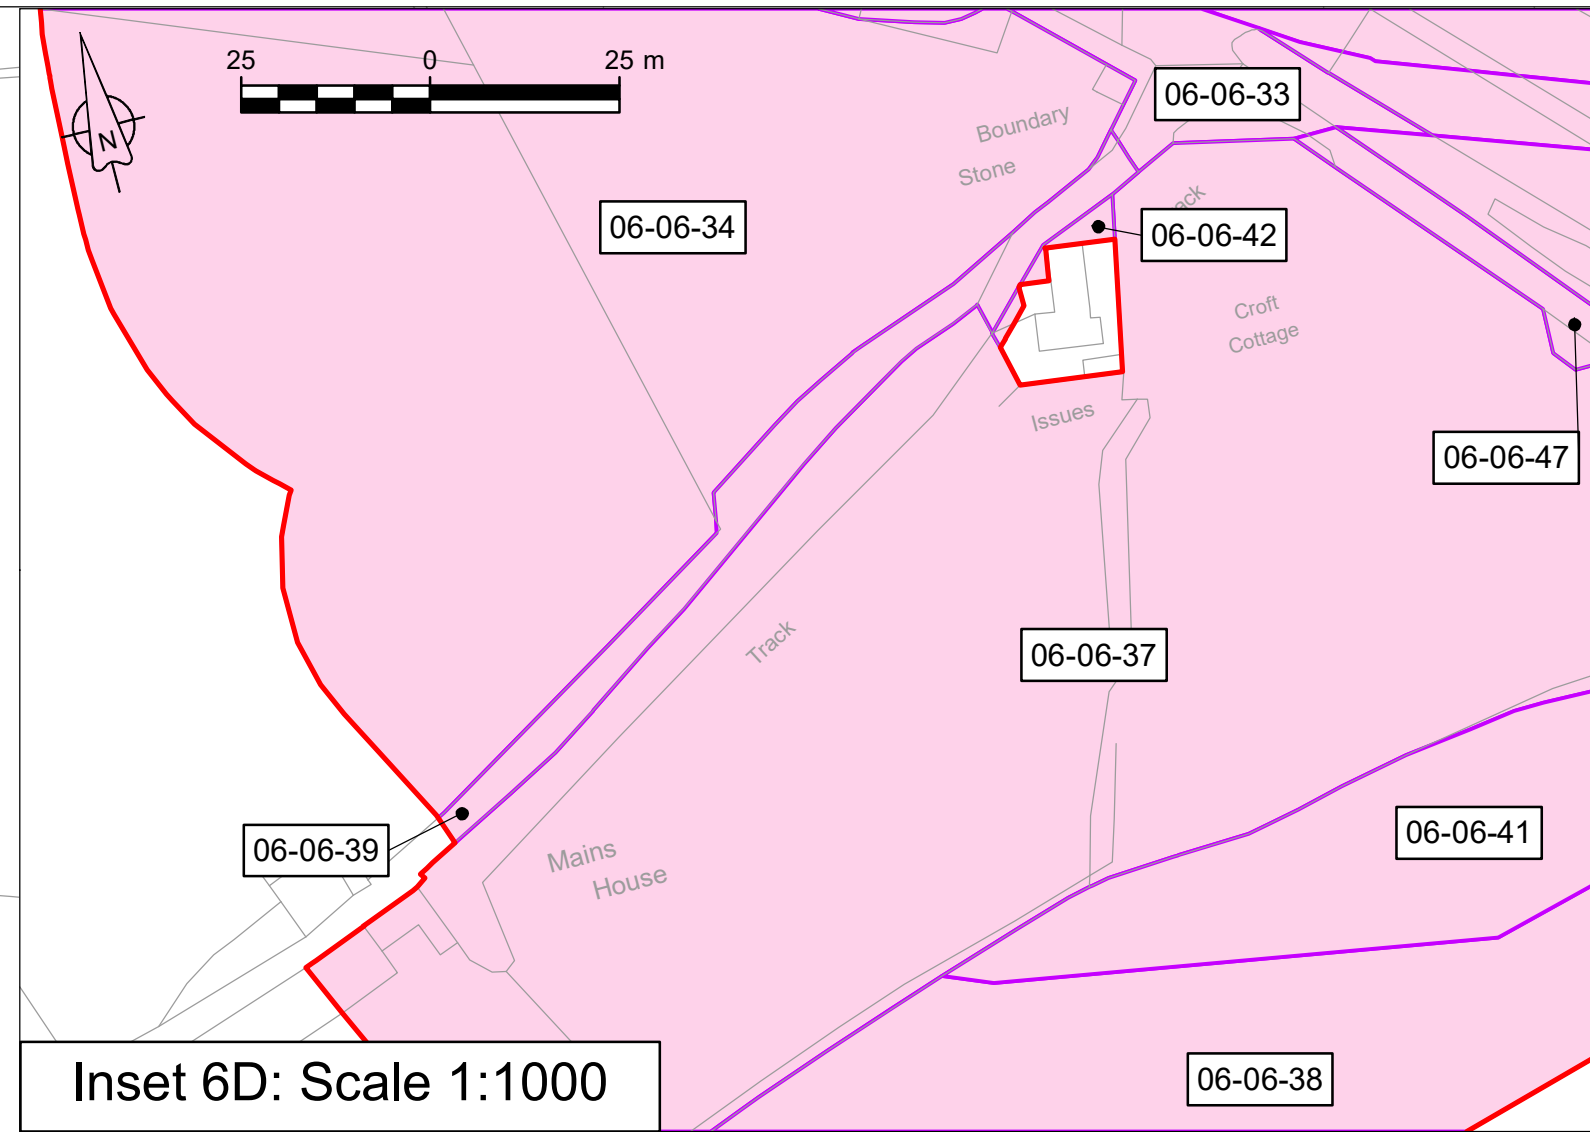 25 0 25 m
N
06-06-33
Boundary
Stone
06-06-34
06-06-42
Croft
Cottage
Issues
06-06-47
Track
06-06-37
06-06-41
06-06-39
Mains
House
06-06-38
Inset 6D: Scale 1:1000